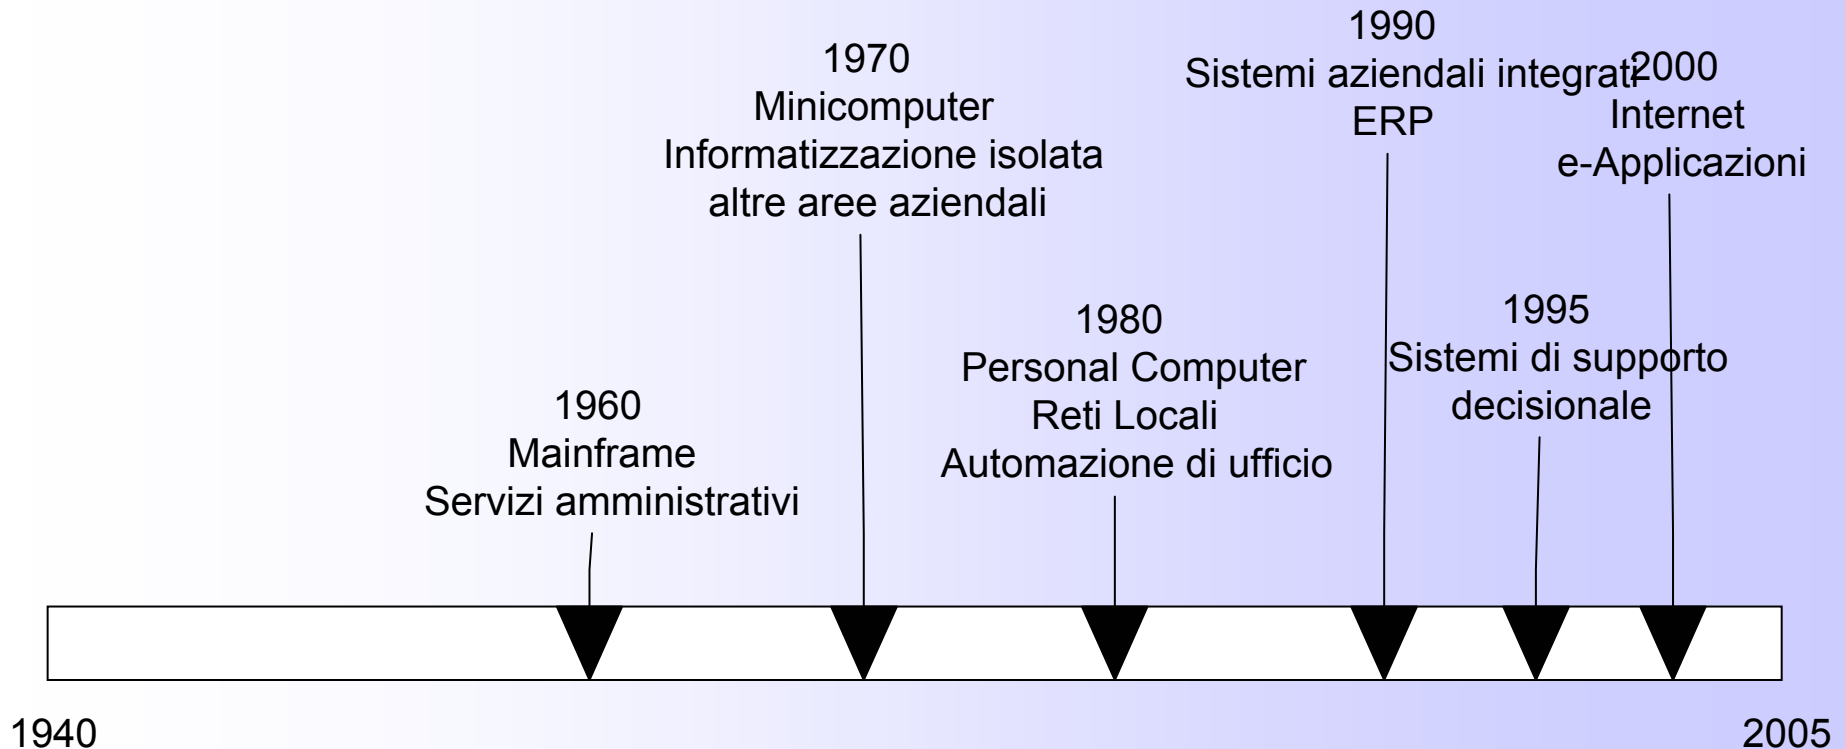 1960
Mainframe
Servizi amministrativi
1970
Minicomputer
Informatizzazione isolata
altre aree aziendali
1980
Personal Computer
Reti Locali
Automazione di ufficio
1990
Sistemi aziendali integrati
ERP
1995
Sistemi di supporto
decisionale
2000
Internet
e-Applicazioni
1940
2005